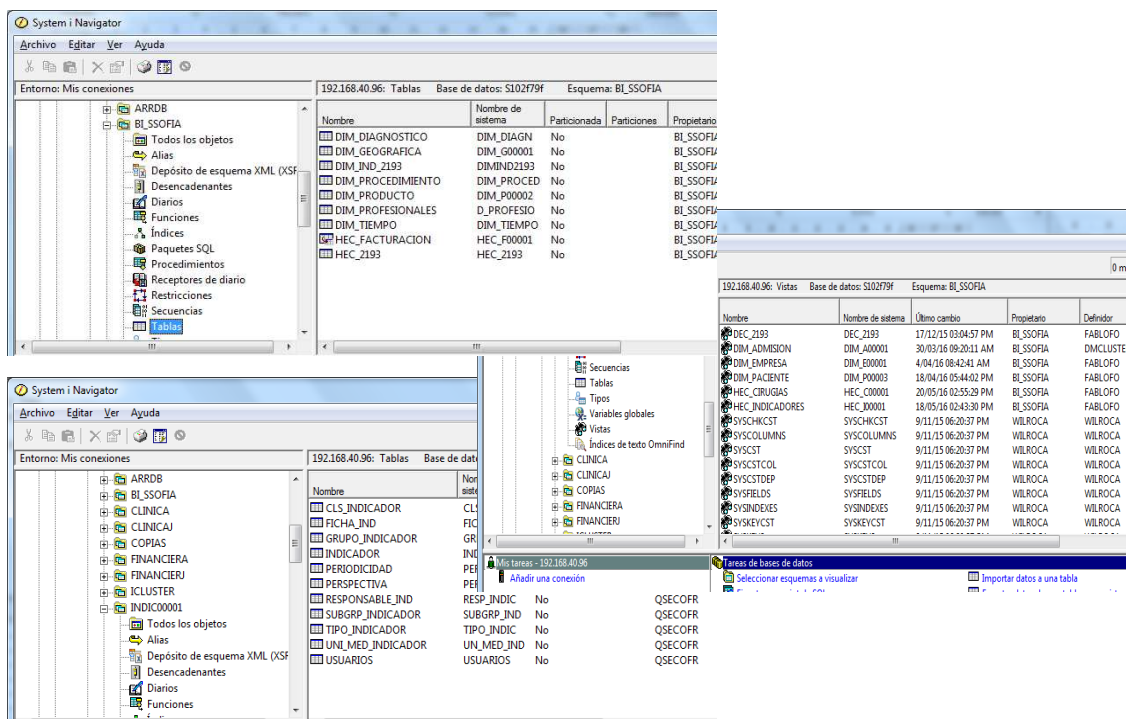 System i Navigator
Archivo Editar Ver Ayuda
Entorno: Mis conexiones
192.168.40.96: Tablas Base de datos: S102f79f Esquema: BI_SSOFIA
ARRDB
BI_SSOFIA
Todos los objetos
Alias
Depósito de esquema XML (XSF
Desencadenantes
Diarios
Funciones
Índices
Paquetes SQL
Procedimientos
Receptores de diario
Restricciones
Secuencias
Tablas
Nombre Nombre de sistema Particionada Particiones Propietario
DIM_DIAGNOSTICO DIM_DIAGN No BI_SSOFIA
DIM_GEOGRAFICA DIM_G00001 No BI_SSOFIA
DIM_IND_2193 DIMIND2193 No BI_SSOFIA
DIM_PROCEDIMIENTO DIM_PROCED No BI_SSOFIA
DIM_PRODUCTO DIM_P00002 No BI_SSOFIA
DIM_PROFESIONALES D_PROFESIO No BI_SSOFIA
DIM_TIEMPO DIM_TIEMPO No BI_SSOFIA
HEC_FACTURACION HEC_F00001 No BI_SSOFIA
HEC_2193 HEC_2193 No BI_SSOFIA
0 m
192.168.40.96: Vistas Base de datos: S102f79f Esquema: BI_SSOFIA
Nombre Nombre de sistema Último cambio Propietario Definidor
DEC_2193 DEC_2193 17/12/15 03:04:57 PM BI_SSOFIA FABLOFO
DIM_ADMISION DIM_A00001 30/03/16 09:20:11 AM BI_SSOFIA DMCLUSTE
DIM_EMPRESA DIM_E00001 4/04/16 08:42:41 AM BI_SSOFIA FABLOFO
DIM_PACIENTE DIM_P00003 18/04/16 05:44:02 PM BI_SSOFIA FABLOFO
HEC_CIRUGIAS HEC_C00001 20/05/16 02:55:29 PM BI_SSOFIA FABLOFO
HEC_INDICADORES HEC_I00001 18/05/16 02:43:30 PM BI_SSOFIA FABLOFO
SYSCHKCST SYSCHKCST 9/11/15 06:20:37 PM WILROCA WILROCA
SYSCOLUMNS SYSCOLUMNS 9/11/15 06:20:37 PM WILROCA WILROCA
SYSCST SYSCST 9/11/15 06:20:37 PM WILROCA WILROCA
SYSCSTCOL SYSCSTCOL 9/11/15 06:20:37 PM WILROCA WILROCA
SYSCSTDEP SYSCSTDEP 9/11/15 06:20:37 PM WILROCA WILROCA
SYSFIELDS SYSFIELDS 9/11/15 06:20:37 PM WILROCA WILROCA
SYSINDEXES SYSINDEXES 9/11/15 06:20:37 PM WILROCA WILROCA
SYSKEYCST SYSKEYCST 9/11/15 06:20:37 PM WILROCA WILROCA
Secuencias
Tablas
Tipos
Variables globales
Vistas
Índices de texto OmniFind
CLINICA
CLINICAJ
COPIAS
FINANCIERA
FINANCIERJ
Mis tareas - 192.168.40.96
Añadir una conexión
Tareas de bases de datos
Seleccionar esquemas a visualizar
Importar datos a una tabla
System i Navigator
Archivo Editar Ver Ayuda
Entorno: Mis conexiones
192.168.40.96: Tablas Base de dat
ARRDB
BI_SSOFIA
CLINICA
CLINICAJ
COPIAS
FINANCIERA
FINANCIERJ
ICLUSTER
INDIC00001
Todos los objetos
Alias
Depósito de esquema XML (XSF
Desencadenantes
Diarios
Funciones
Nombre Nor siste
CLS_INDICADOR CLS
FICHA_IND FIC
GRUPO_INDICADOR GR
INDICADOR IND
PERIODICIDAD PEF
PERSPECTIVA PEF
RESPONSABLE_IND RESP_INDIC No QSECOFR
SUBGRP_INDICADOR SUBGRP_IND No QSECOFR
TIPO_INDICADOR TIPO_INDIC No QSECOFR
UNI_MED_INDICADOR UN_MED_IND No QSECOFR
USUARIOS USUARIOS No QSECOFR